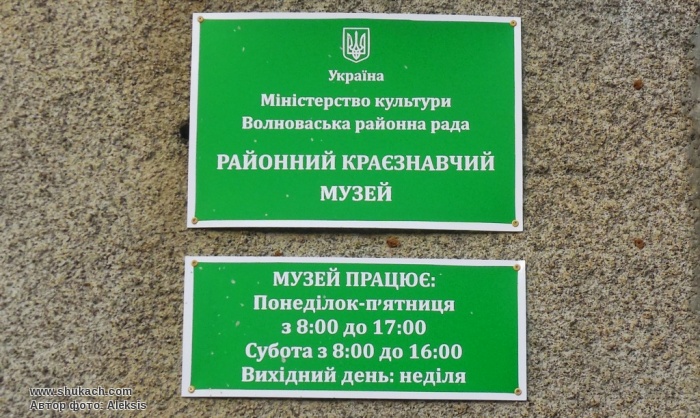 Україна
Міністерство культури
Волноваська районна рада
РАЙОННИЙ КРАЄЗНАВЧИЙ
МУЗЕЙ
МУЗЕЙ ПРАЦЮЄ:
Понеділок-п'ятниця
з 8:00 до 17:00
Субота з 8:00 до 16:00
Вихідний день: неділя
www.shukach.com
Автор фото: Aleksis